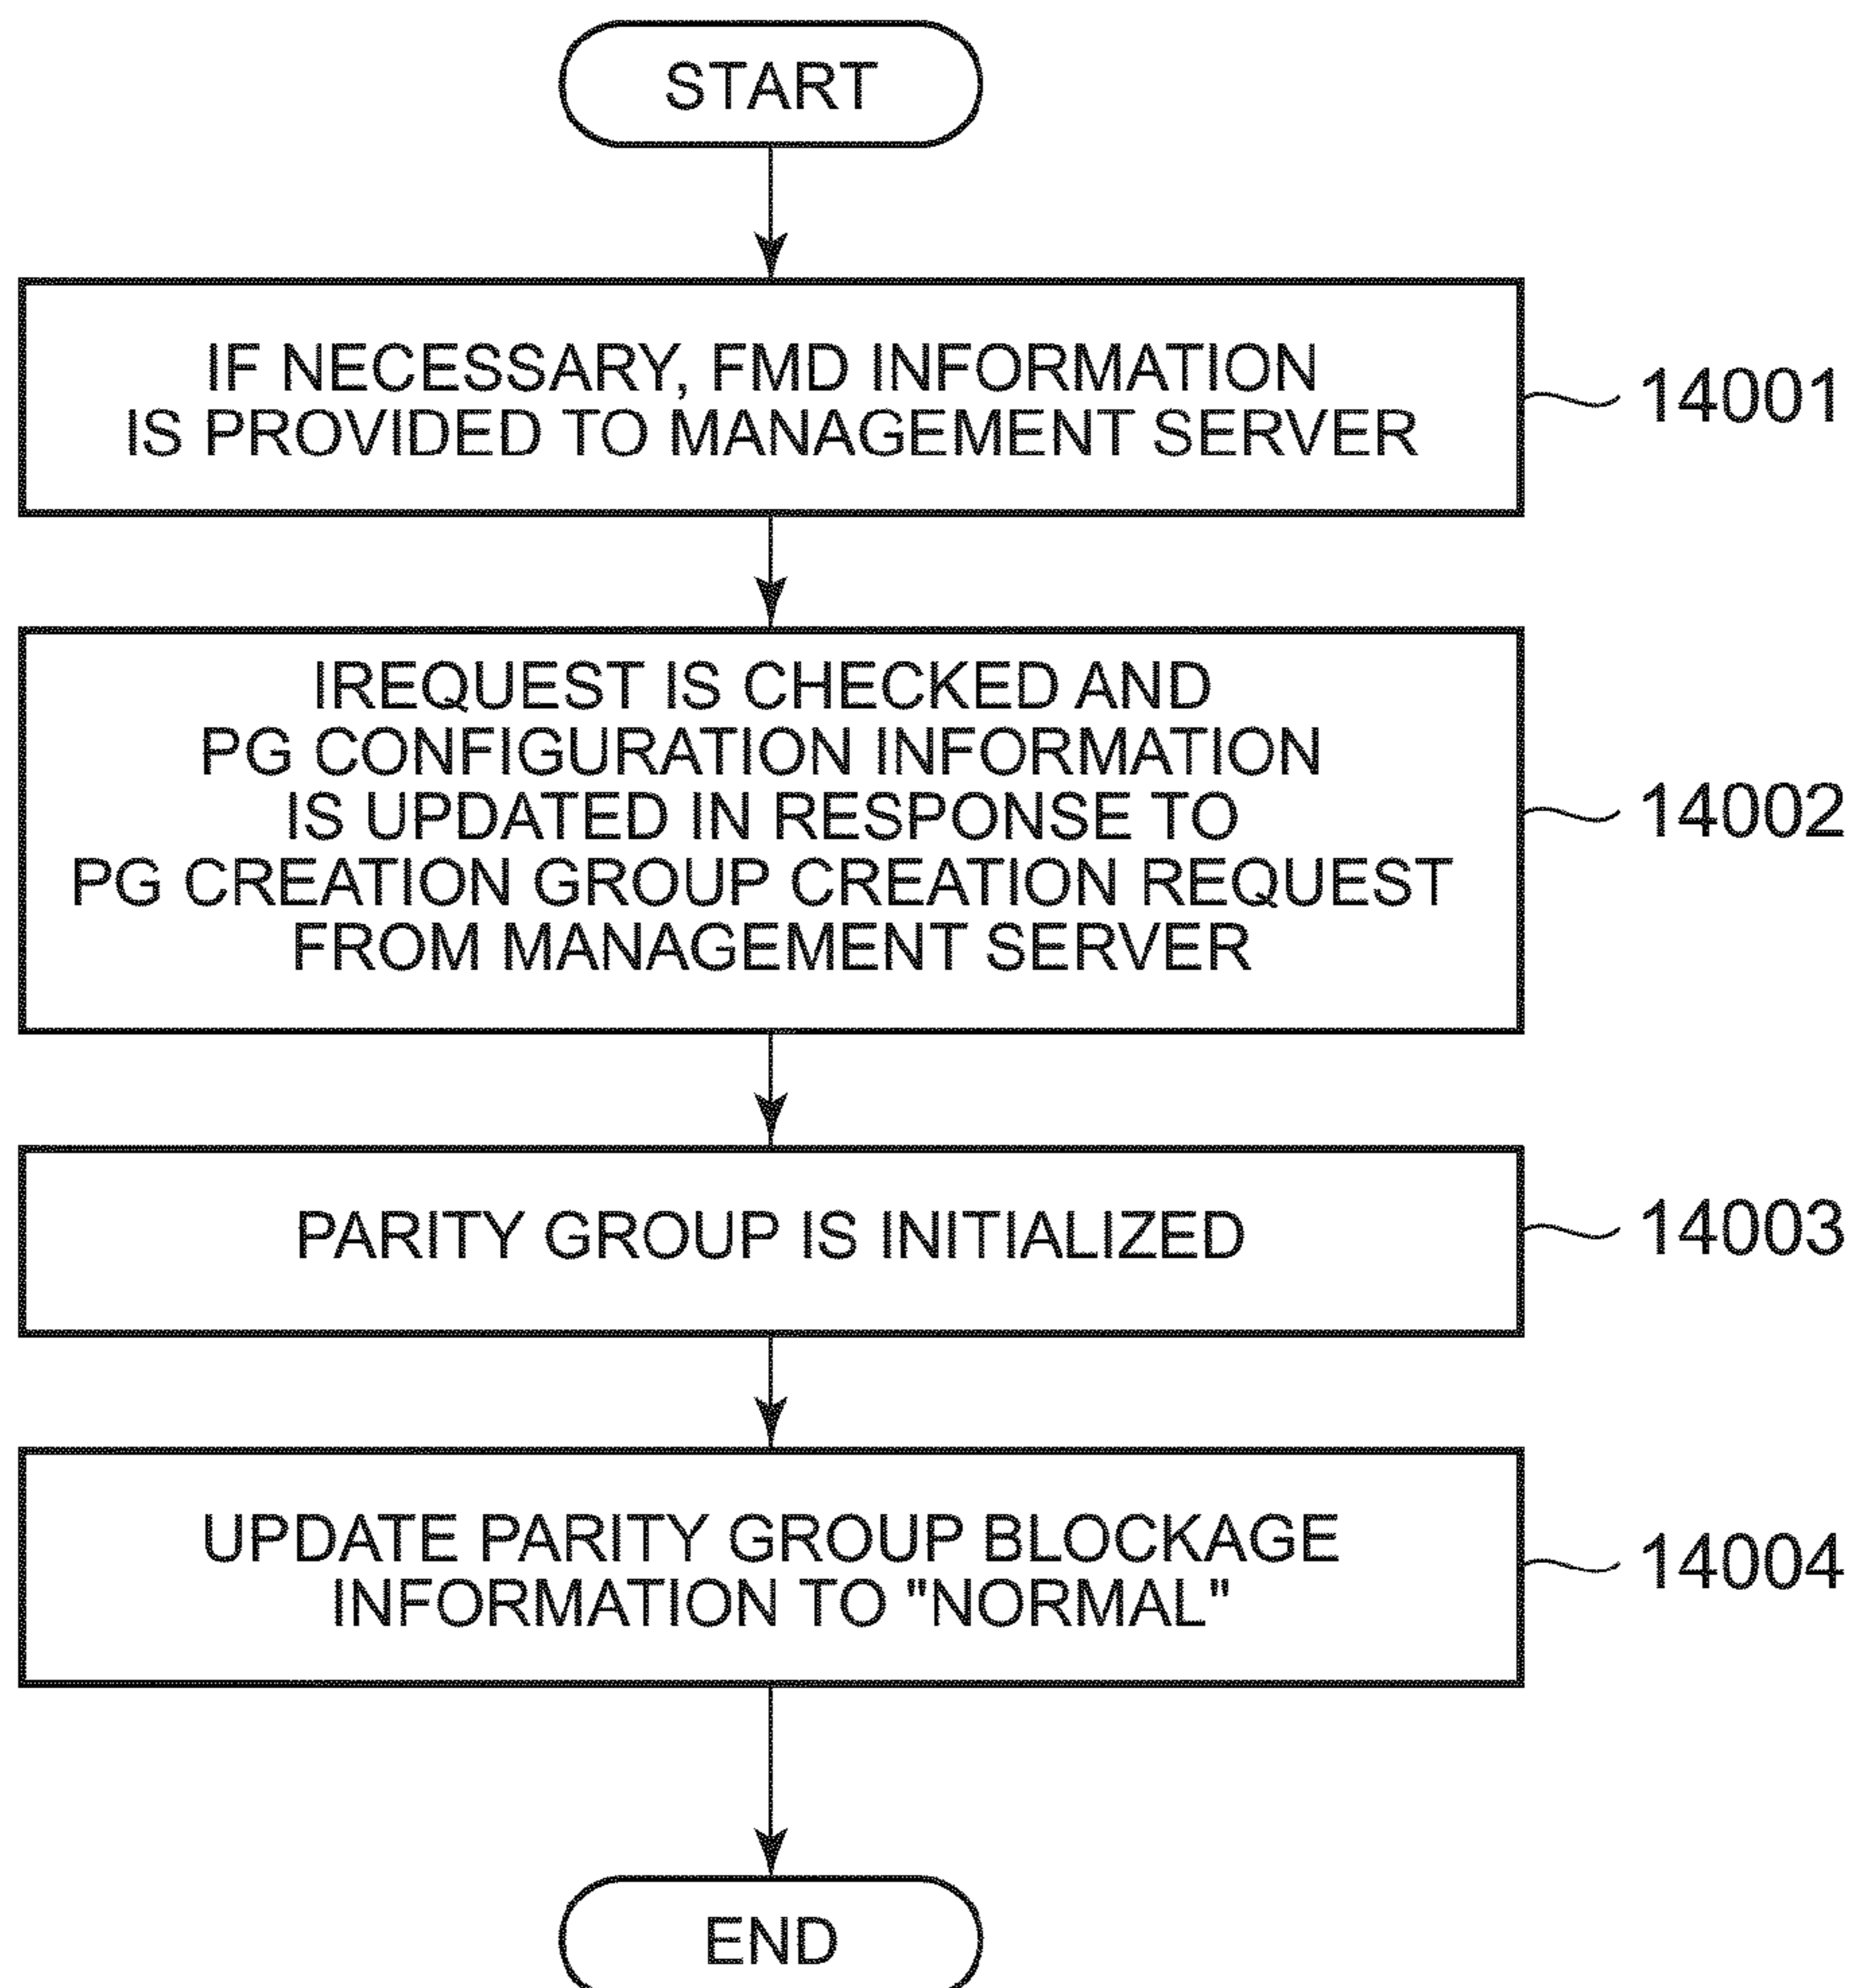 START
IF NECESSARY, FMD INFORMATION
IS PROVIDED TO MANAGEMENT SERVER
14001
IREQUEST IS CHECKED AND
PG CONFIGURATION INFORMATION
IS UPDATED IN RESPONSE TO
PG CREATION GROUP CREATION REQUEST
FROM MANAGEMENT SERVER
14002
PARITY GROUP IS INITIALIZED
14003
UPDATE PARITY GROUP BLOCKAGE
INFORMATION TO "NORMAL"
14004
END